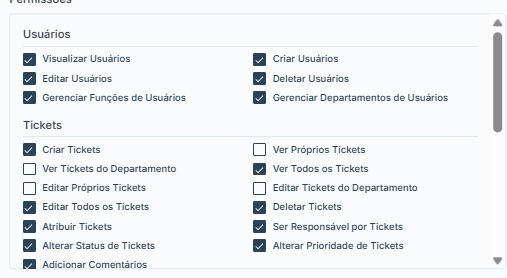 Permissões
Usuários
Visualizar Usuários
Criar Usuários
Editar Usuários
Deletar Usuários
Gerenciar Funções de Usuários
Gerenciar Departamentos de Usuários
Tickets
Criar Tickets
Ver Próprios Tickets
Ver Tickets do Departamento
Ver Todos os Tickets
Editar Próprios Tickets
Editar Tickets do Departamento
Editar Todos os Tickets
Deletar Tickets
Atribuir Tickets
Ser Responsável por Tickets
Alterar Status de Tickets
Alterar Prioridade de Tickets
Adicionar Comentários